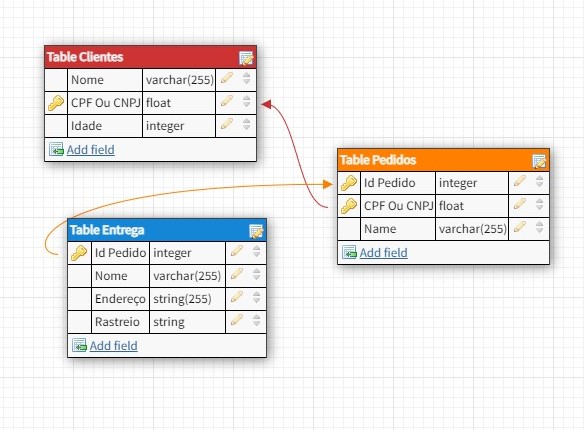 Table Clientes
Nome varchar(255)
CPF Ou CNPJ float
Idade integer
Add field
Table Pedidos
Id Pedido integer
CPF Ou CNPJ float
Name varchar(255)
Add field
Table Entrega
Id Pedido integer
Nome varchar(255)
Endereço string(255)
Rastreio string
Add field